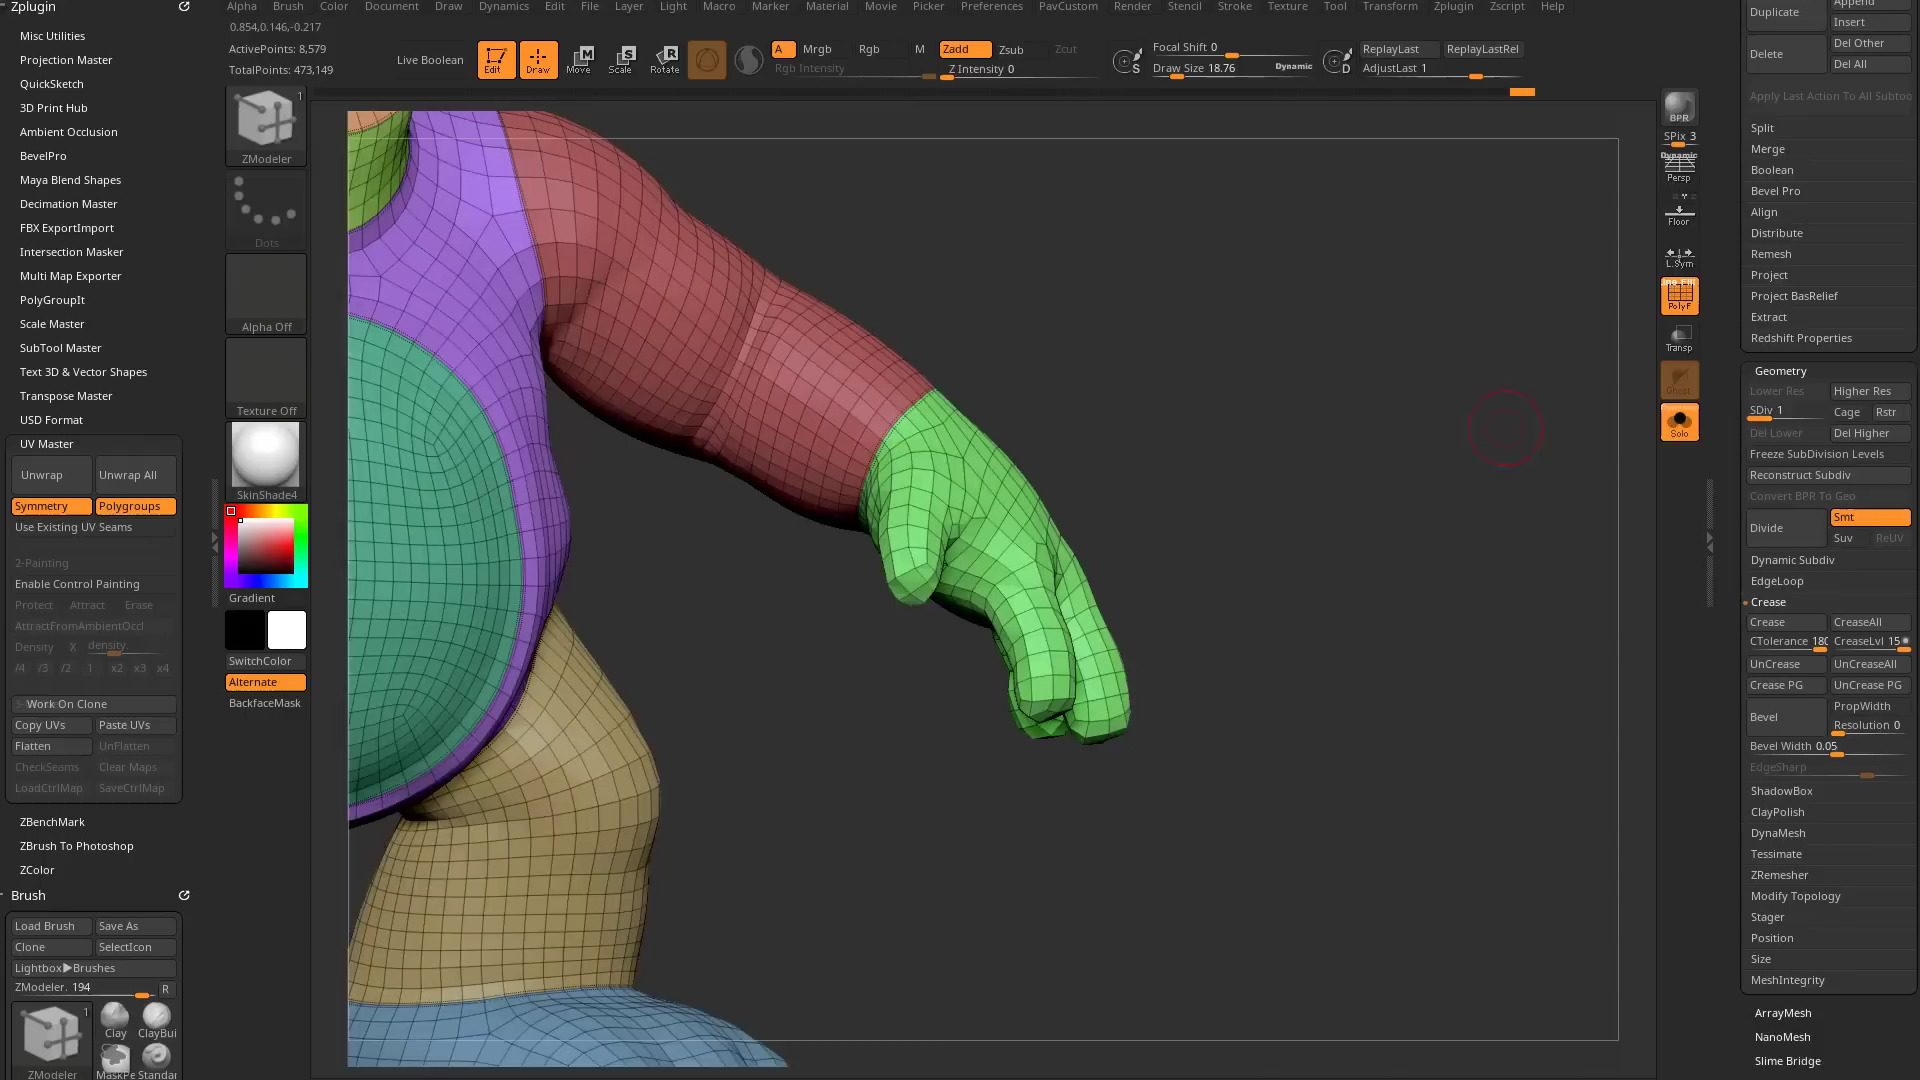 Zplugin
Misc Utilities
Projection Master
QuickSketch
3D Print Hub
Ambient Occlusion
BevelPro
Maya Blend Shapes
Decimation Master
FBX ExportImport
Intersection Masker
Multi Map Exporter
PolyGroupIt
Scale Master
SubTool Master
Text 3D & Vector Shapes
Transpose Master
USD Format
UV Master
Unwrap Unwrap All
Symmetry Polygroups
Use Existing UV Seams
2-Painting
Enable Control Painting
Protect Attract Erase
AttractFromAmbientOccl
Density X density.
/4 /3 /2 1 x2 x3 x4
Work On Clone
Copy UVs Paste UVs
Flatten UnFlatten
CheckSeams Clear Maps
LoadCtrlMap SaveCtrlMap
ZBenchMark
ZBrush To Photoshop
ZColor
Brush
Load Brush Save As
Clone SelectIcon
Lightbox▶Brushes
ZModeler. 194 R
1
Clay ClayBui
ZModeler MaskPe Standar
Alpha Brush Color Document Draw Dynamics Edit File Layer Light Macro Marker Material Movie Picker Preferences PavCustom Render Stencil Stroke Texture Tool Transform Zplugin Zscript Help
0.854,0.146,-0.217
ActivePoints: 8,579
TotalPoints: 473,149
Live Boolean
Edit Draw Move Scale Rotate
A Mrgb Rgb M
Rgb Intensity
Zadd Zsub Zcut
Z Intensity 0
S
Focal Shift 0
Draw Size 18.76 Dynamic
D
ReplayLast ReplayLastRel
AdjustLast 1
1
ZModeler
Dots
Alpha Off
Texture Off
SkinShade4
Gradient
SwitchColor
Alternate
BackfaceMask
BPR
SPix 3
Dynamic
Persp
Floor
L.Sym
PolyF
Transp
Ghost
Solo
Append
Duplicate Insert
Del Other
Delete Del All
Apply Last Action To All Subtoo
Split
Merge
Boolean
Bevel Pro
Align
Distribute
Remesh
Project
Project BasRelief
Extract
Redshift Properties
Geometry
Lower Res Higher Res
SDiv 1 Cage Rstr
Del Lower Del Higher
Freeze SubDivision Levels
Reconstruct Subdiv
Convert BPR To Geo
Divide Smt
Suv ReUV
Dynamic Subdiv
EdgeLoop
Crease
Crease CreaseAll
CTolerance 180 CreaseLvl 15
UnCrease UnCreaseAll
Crease PG UnCrease PG
Bevel PropWidth
Resolution 0
Bevel Width 0.05
EdgeSharp
ShadowBox
ClayPolish
DynaMesh
Tessimate
ZRemesher
Modify Topology
Stager
Position
Size
MeshIntegrity
ArrayMesh
NanoMesh
Slime Bridge